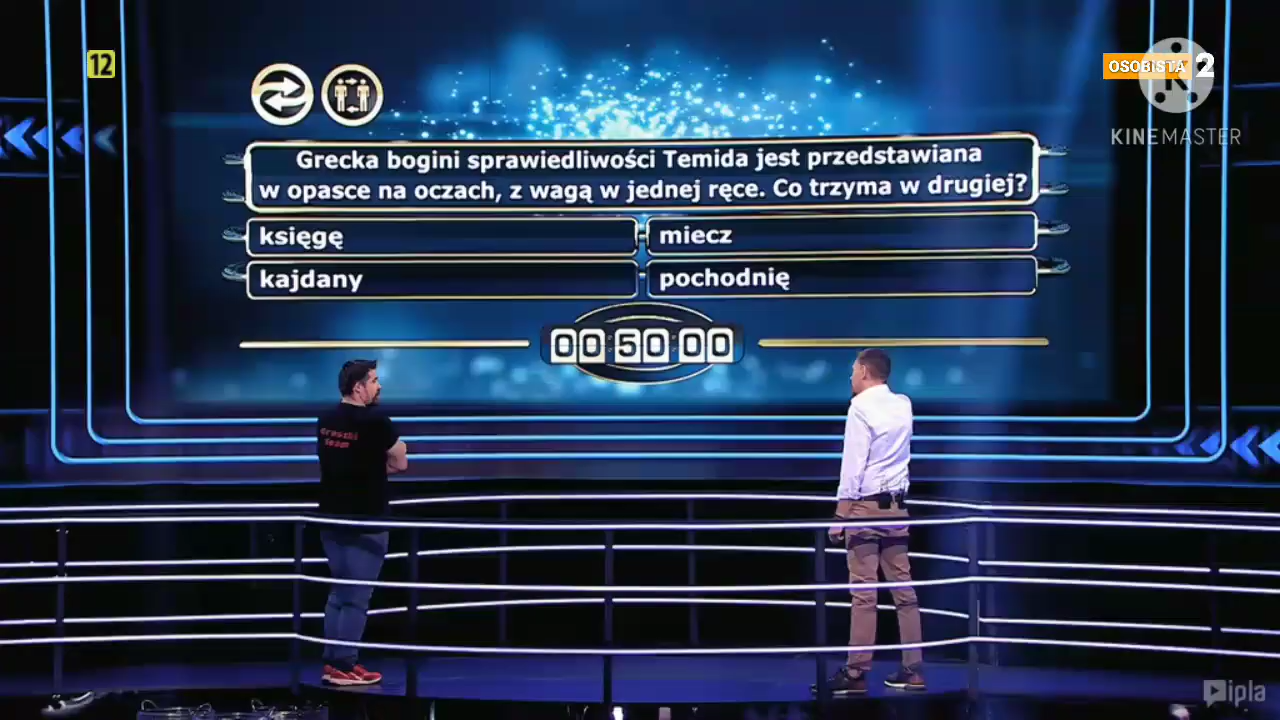 12
OSOBISTA 2
K
KINEMASTER
Grecka bogini sprawiedliwości Temida jest przedstawiana
w opasce na oczach, z wagą w jednej ręce. Co trzyma w drugiej?
księgę
miecz
kajdany
pochodnię
00:50:00
ipla